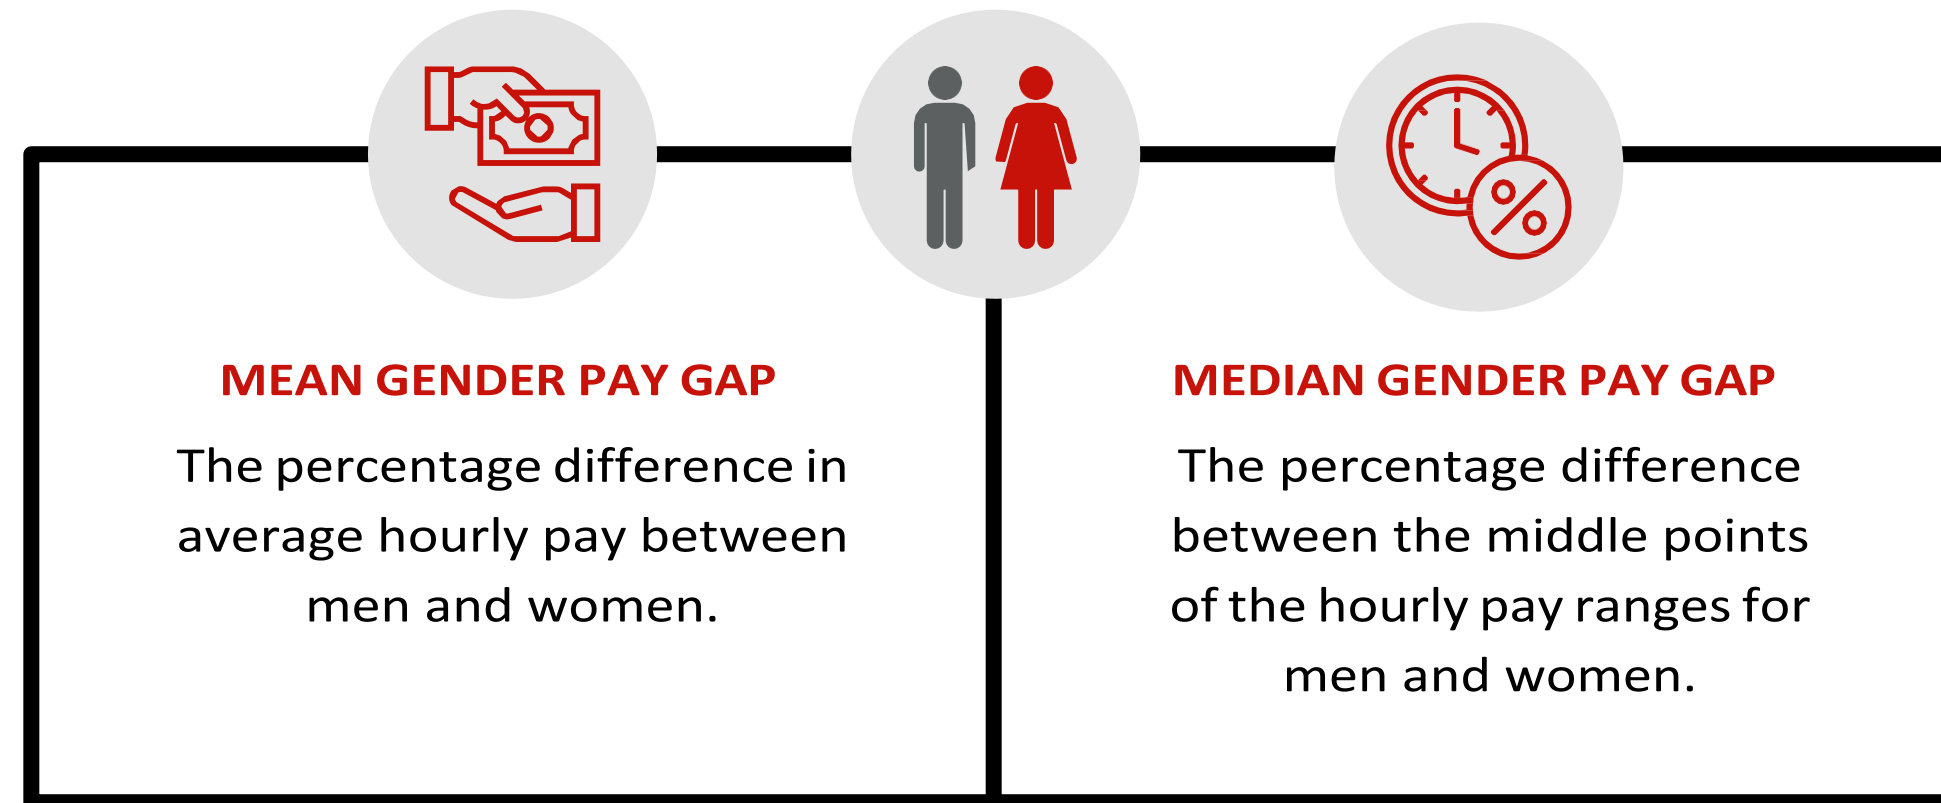 MEAN GENDER PAY GAP
The percentage difference in
average hourly pay between
men and women.
MEDIAN GENDER PAY GAP
The percentage difference
between the middle points
of the hourly pay ranges for
men and women.